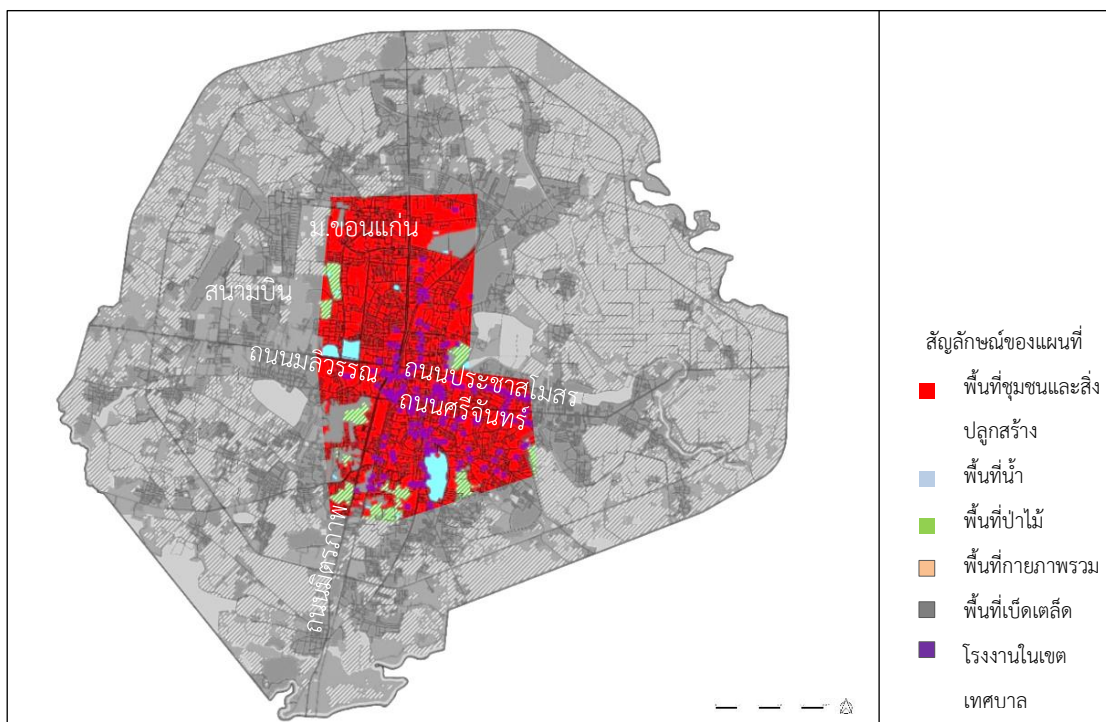 ม.ขอนแก่น
สนามบิน
ถนนมลิวรรณ
ถนนประชาสโมสร
ถนนศรีจันทร์
ถนนมิตรภาพ
สัญลักษณ์ของแผนที่
พื้นที่ชุมชนและสิ่ง
ปลูกสร้าง
พื้นที่น้ำ
พื้นที่ป่าไม้
พื้นที่กายภาพรวม
พื้นที่เบ็ดเตล็ด
โรงงานในเขต
เทศบาล